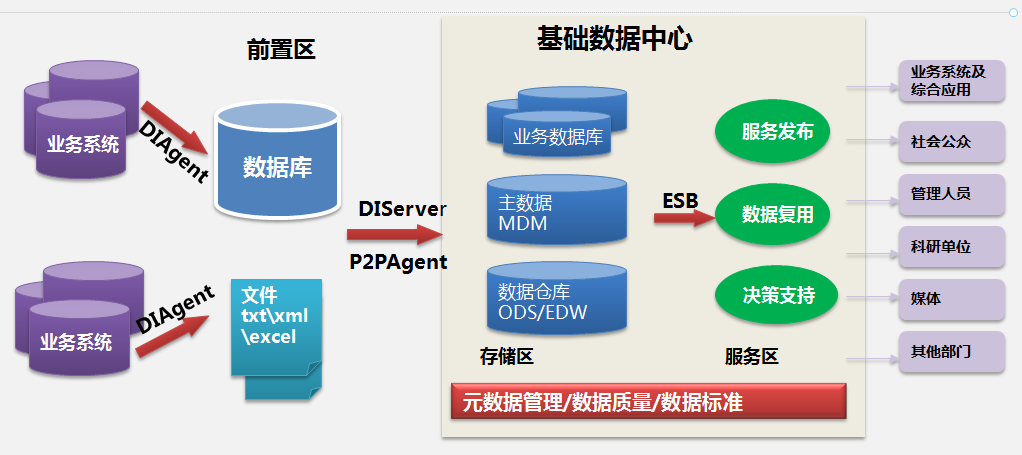 前置区
基础数据中心
业务系统
DIAgent
数据库
业务系统
DIAgent
文件
txt\xml
\excel
DIServer
P2PAgent
业务数据库
主数据
MDM
数据仓库
ODS/EDW
存储区
ESB
服务发布
数据复用
决策支持
服务区
元数据管理/数据质量/数据标准
业务系统及
综合应用
社会公众
管理人员
科研单位
媒体
其他部门